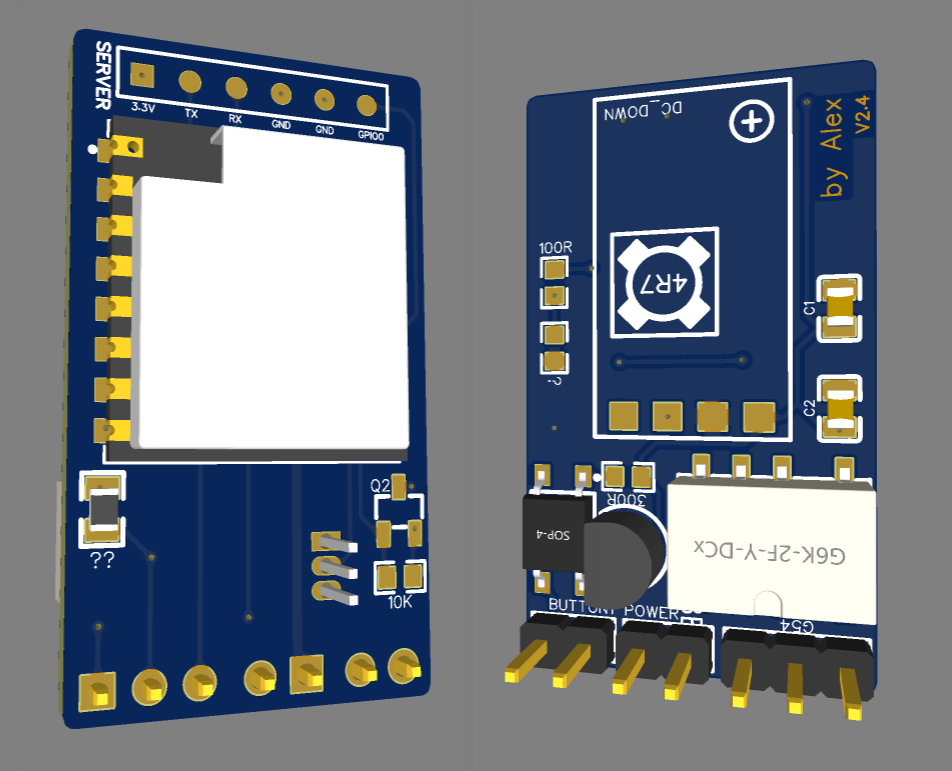 SERVER
3.3V
TX
RX
GND
GND
GPIO0
??
Q2
10K
DC_DOWN
by Alex
V2.4
100R
4R7
?
C1
C2
300R
SOP-4
G6K-2F-Y-DCx
BUTTON
POWER
G54